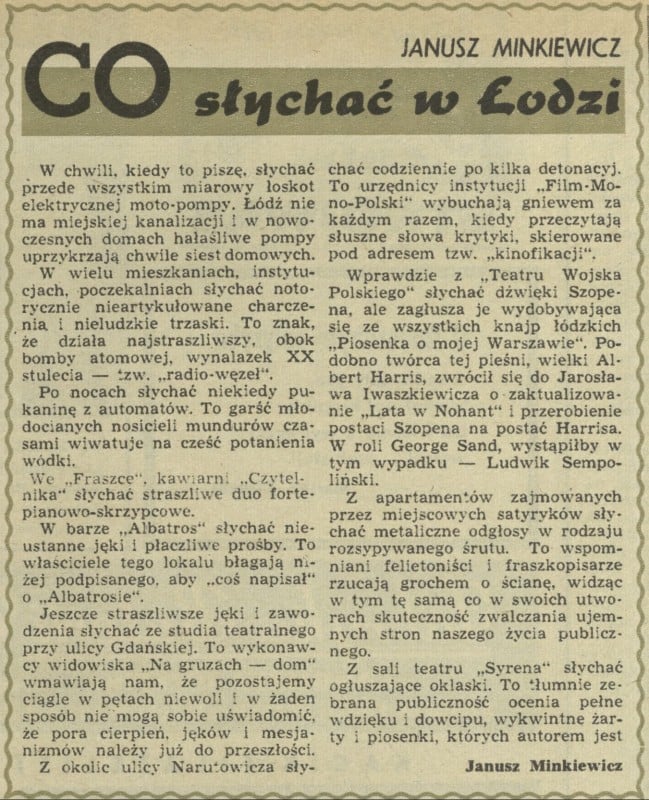 JANUSZ MINKIEWICZ
CO
słychać w Łodzi
W chwili, kiedy to piszę, słychać
przede wszystkim miarowy łoskot
elektrycznej moto-pompy. Łódź nie
ma miejskiej kanalizacji i w nowo-
czesnych domach hałaśliwe pompy
uprzykrzają chwile siest domowych.
W wielu mieszkaniach, instytu-
cjach, poczekalniach słychać noto-
rycznie nieartykułowane charcze-
nia i nieludzkie trzaski. To znak,
że działa najstraszliwszy, obok
bomby atomowej, wynalazek XX
stulecia — tzw. „radio-węzeł".
Po nocach słychać niekiedy pu-
kaninę z automatów. To garść mło-
docianych nosicieli mundurów cza-
sami wiwatuje na cześć potanienia
wódki.
We „Fraszce", kawiarni „Czytel-
nika" słychać straszliwe duo forte-
pianowo-skrzypcowe.
W barze „Albatros" słychać nie-
ustanne jęki i płaczliwe prośby. To
właściciele tego lokalu błagają ni-
żej podpisanego, aby „coś napisał"
o „Albatrosie".
Jeszcze straszliwsze jęki i zawo-
dzenia słychać ze studia teatralnego
przy ulicy Gdańskiej. To wykonaw-
cy widowiska „Na gruzach — dom"
wmawiają nam, że pozostajemy
ciągle w pętach niewoli i w żaden
sposób nie mogą sobie uświadomić,
że pora cierpień, jęków i mesja-
nizmów należy już do przeszłości.
Z okolic ulicy Narutowicza sły-
chać codziennie po kilka detonacyj.
To urzędnicy instytucji „Film-Mo-
no-Polski" wybuchają gniewem za
każdym razem, kiedy przeczytają
słuszne słowa krytyki, skierowane
pod adresem tzw. „kinofikacji".
Wprawdzie z „Teatru Wojska
Polskiego" słychać dźwięki Szope-
na, ale zagłusza je wydobywająca
się ze wszystkich knajp łódzkich
„Piosenka o mojej Warszawie". Po-
dobno twórca tej pieśni, wielki Al-
bert Harris, zwrócił się do Jarosła-
wa Iwaszkiewicza o zaktualizowa-
nie „Lata w Nohant" i przerobienie
postaci Szopena na postać Harrisa.
W roli George Sand, wystąpiłby w
tym wypadku — Ludwik Sempo-
liński.
Z apartamentów zajmowanych
przez miejscowych satyryków sły-
chać metaliczne odgłosy w rodzaju
rozsypywanego śrutu. To wspom-
niani felietoniści i fraszkopisarze
rzucają grochem o ścianę, widząc
w tym tę samą co w swoich utwo-
rach skuteczność zwalczania ujem-
nych stron naszego życia publicz-
nego.
Z sali teatru „Syrena" słychać
ogłuszające oklaski. To tłumnie ze-
brana publiczność ocenia pełne
wdzięku i dowcipu, wykwintne żar-
ty i piosenki, których autorem jest
Janusz Minkiewicz